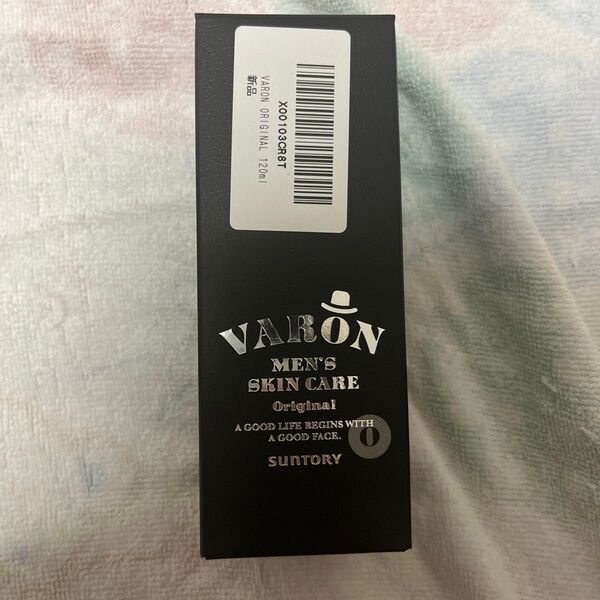 X00103CR8T
VARON ORIGINAL 120ml
新品
VARON
MEN'S
SKIN CARE
Original
A GOOD LIFE BEGINS WITH
A GOOD FACE.
O
SUNTORY